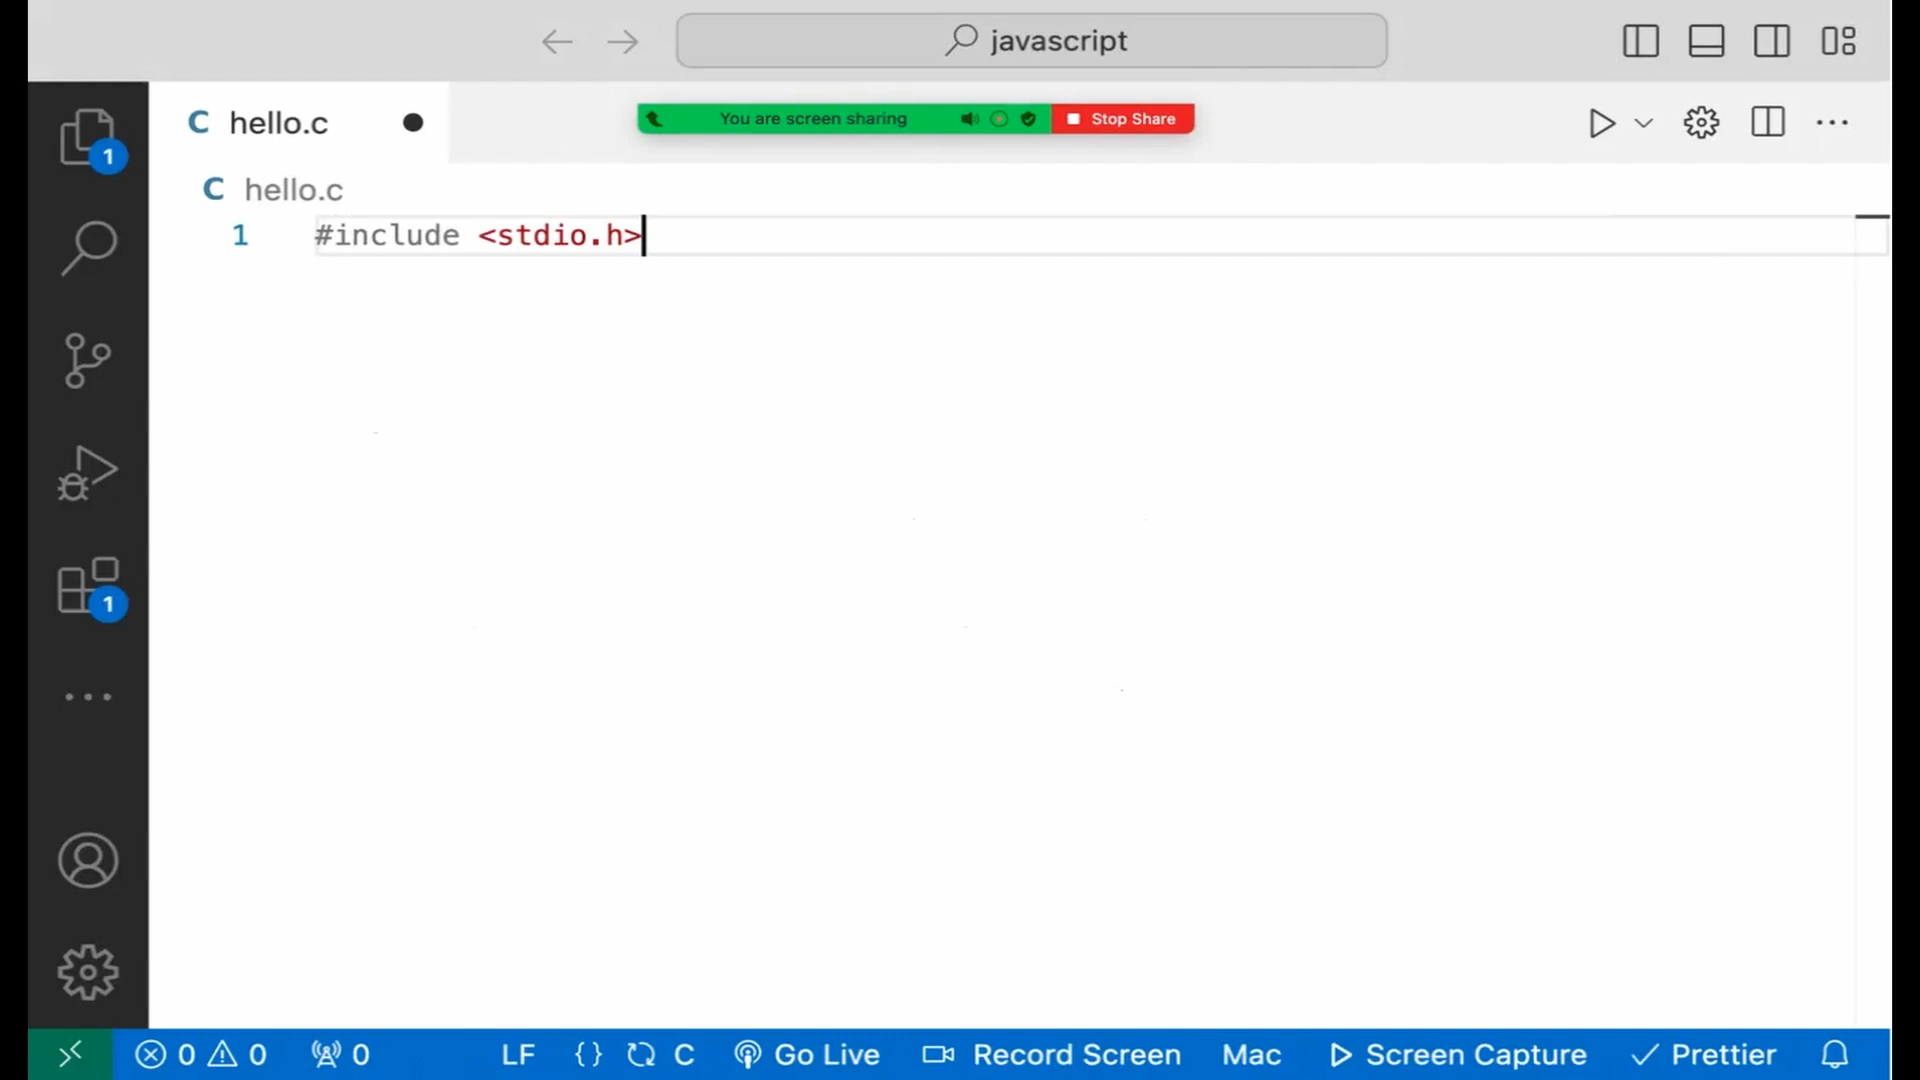 javascript
C hello.c
You are screen sharing
Stop Share
C hello.c
1 #include <stdio.h>
1
1
0 0 0 LF {} C Go Live Record Screen Mac Screen Capture Prettier